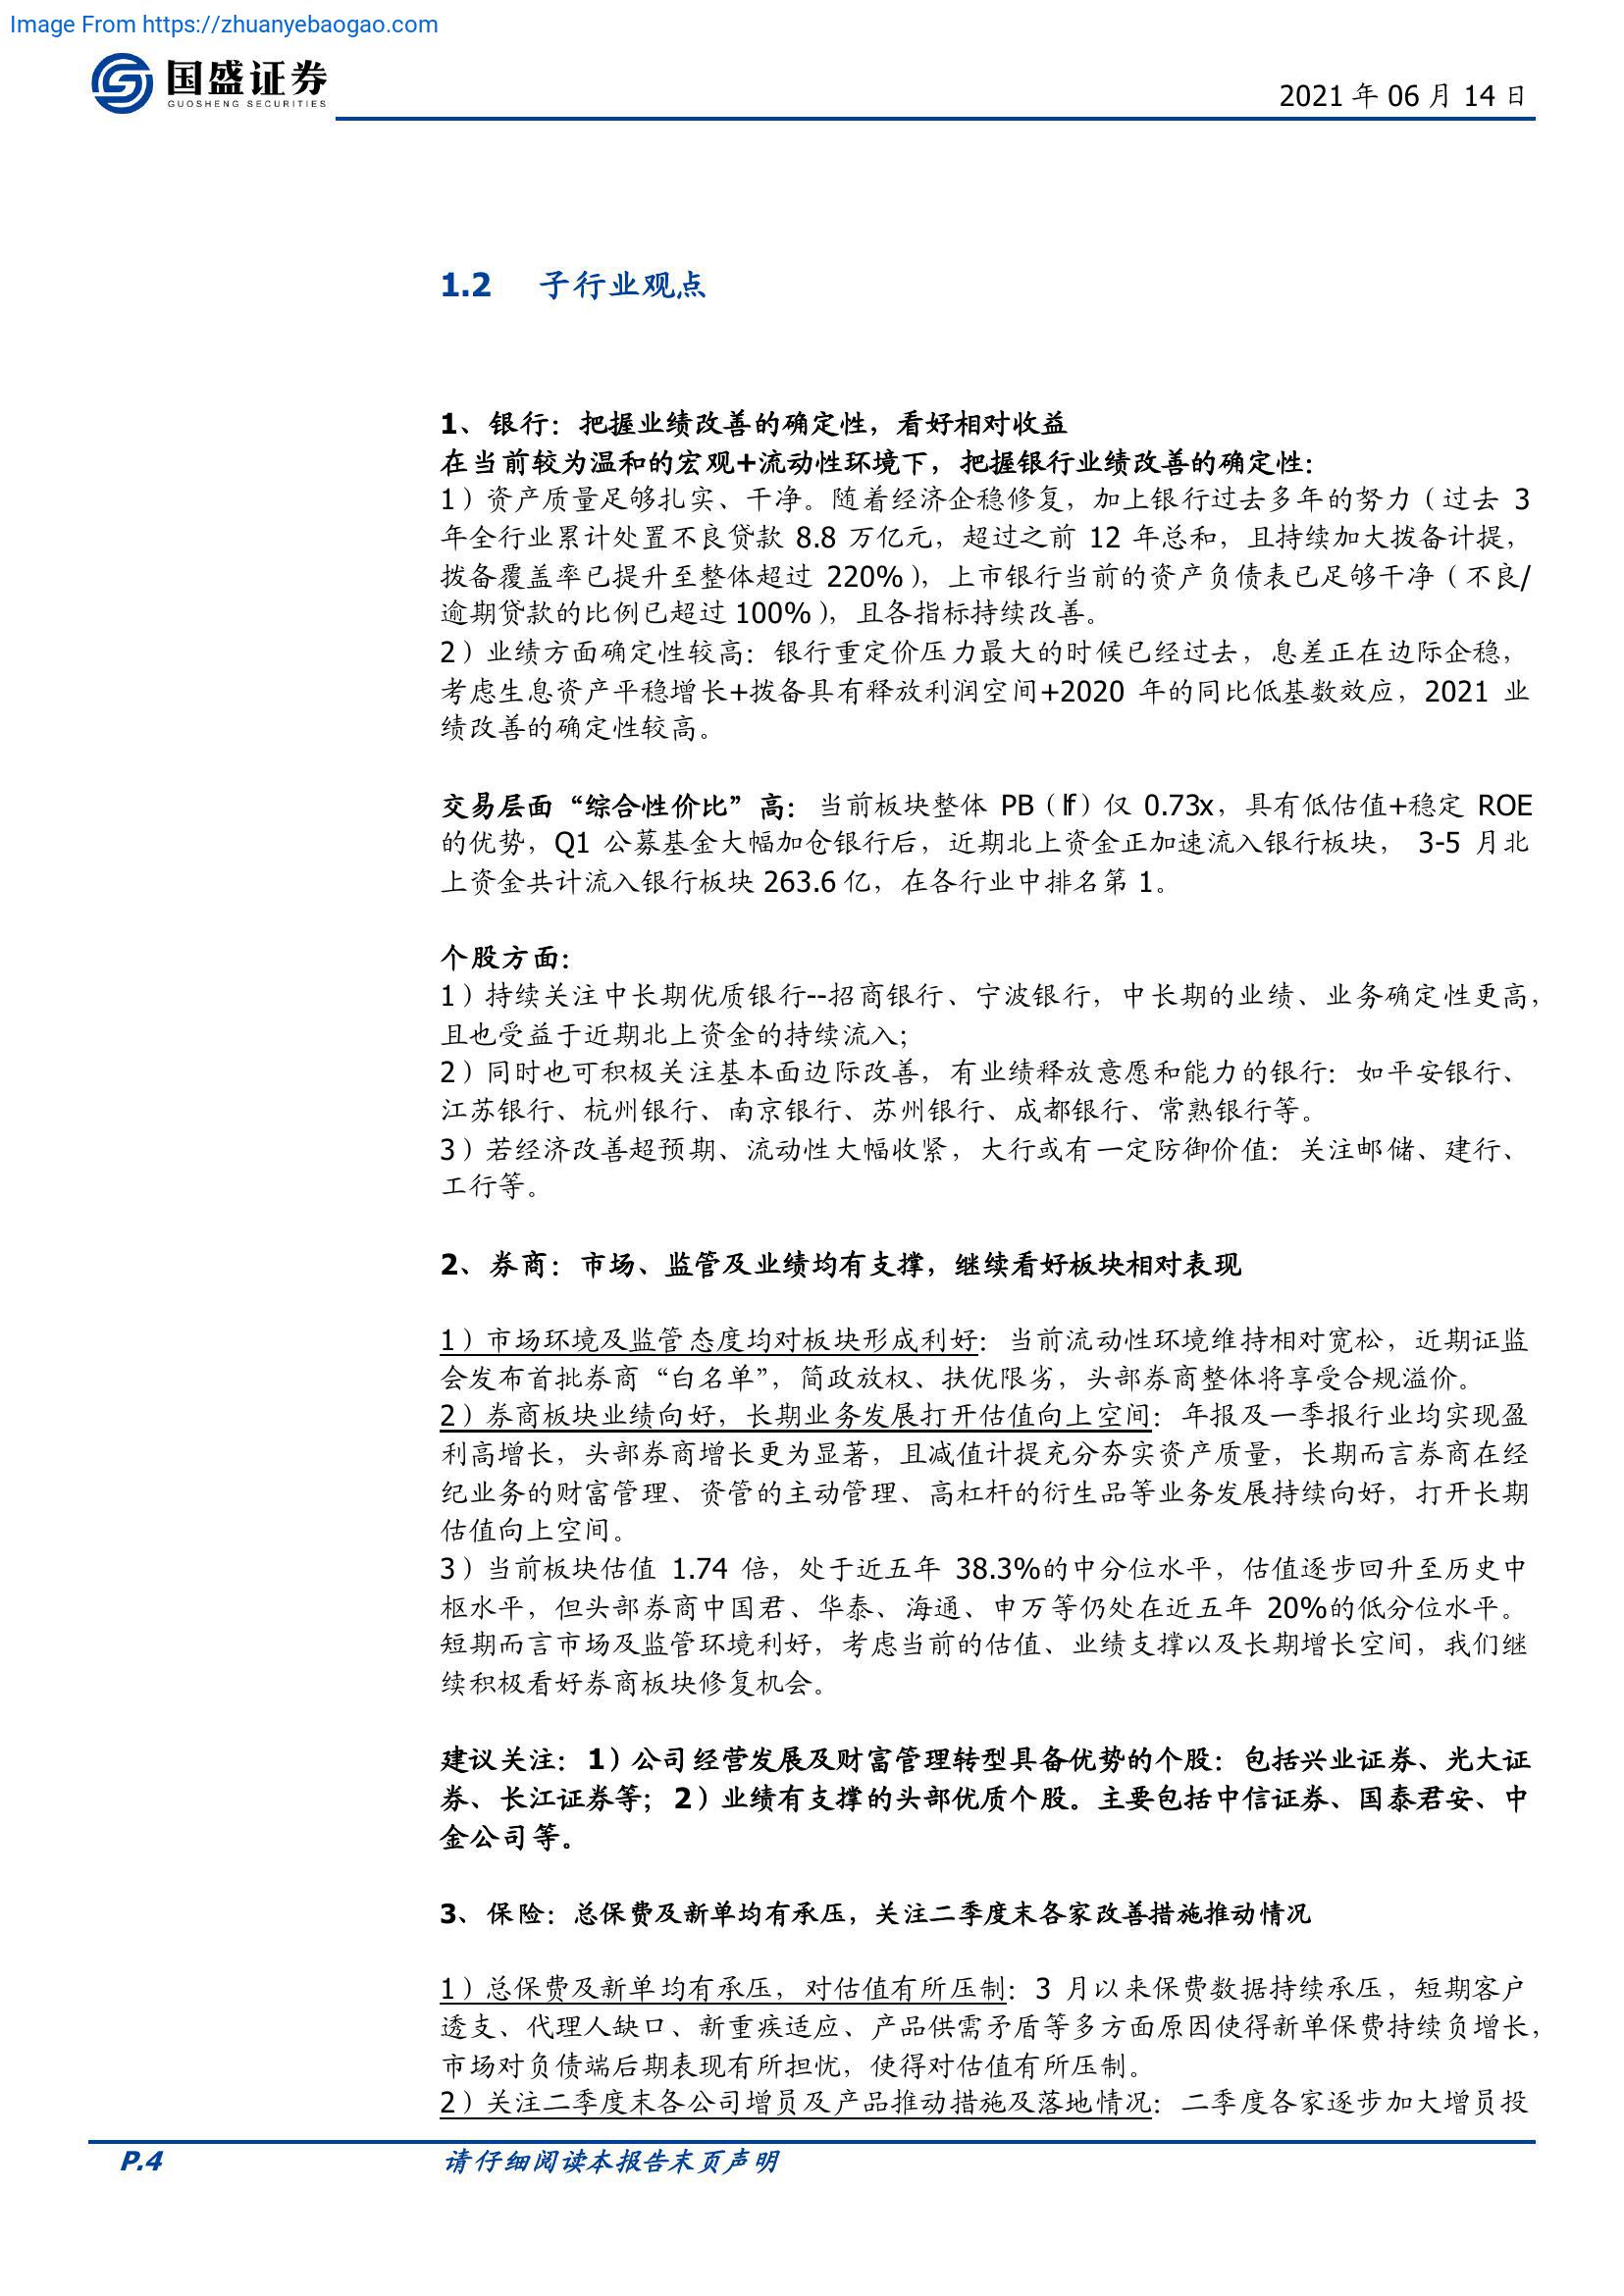 Image From https://zhuanyebaogao.com
国盛证券
GUOSHENG SECURITIES
2021 年 06 月 14 日
1.2 子行业观点
1、银行：把握业绩改善的确定性，看好相对收益
在当前较为温和的宏观+流动性环境下，把握银行业绩改善的确定性：
1）资产质量足够扎实、干净。随着经济企稳修复，加上银行过去多年的努力（过去 3
年全行业累计处置不良贷款 8.8 万亿元，超过之前 12 年总和，且持续加大拨备计提，
拨备覆盖率已提升至整体超过 220%），上市银行当前的资产负债表已足够干净（不良/
逾期贷款的比例已超过 100%），且各指标持续改善。
2）业绩方面确定性较高：银行重定价压力最大的时候已经过去，息差正在边际企稳，
考虑生息资产平稳增长+拨备具有释放利润空间+2020 年的同比低基数效应，2021 业
绩改善的确定性较高。
交易层面“综合性价比”高：当前板块整体 PB（lf）仅 0.73x，具有低估值+稳定 ROE
的优势，Q1 公募基金大幅加仓银行后，近期北上资金正加速流入银行板块， 3-5 月北
上资金共计流入银行板块 263.6 亿，在各行业中排名第 1。
个股方面：
1）持续关注中长期优质银行--招商银行、宁波银行，中长期的业绩、业务确定性更高，
且也受益于近期北上资金的持续流入；
2）同时也可积极关注基本面边际改善，有业绩释放意愿和能力的银行：如平安银行、
江苏银行、杭州银行、南京银行、苏州银行、成都银行、常熟银行等。
3）若经济改善超预期、流动性大幅收紧，大行或有一定防御价值：关注邮储、建行、
工行等。
2、券商：市场、监管及业绩均有支撑，继续看好板块相对表现
1）市场环境及监管态度均对板块形成利好：当前流动性环境维持相对宽松，近期证监
会发布首批券商“白名单”，简政放权、扶优限劣，头部券商整体将享受合规溢价。
2）券商板块业绩向好，长期业务发展打开估值向上空间：年报及一季报行业均实现盈
利高增长，头部券商增长更为显著，且减值计提充分夯实资产质量，长期而言券商在经
纪业务的财富管理、资管的主动管理、高杠杆的衍生品等业务发展持续向好，打开长期
估值向上空间。
3）当前板块估值 1.74 倍，处于近五年 38.3%的中分位水平，估值逐步回升至历史中
枢水平，但头部券商中国君、华泰、海通、申万等仍处在近五年 20%的低分位水平。
短期而言市场及监管环境利好，考虑当前的估值、业绩支撑以及长期增长空间，我们继
续积极看好券商板块修复机会。
建议关注：1）公司经营发展及财富管理转型具备优势的个股：包括兴业证券、光大证
券、长江证券等；2）业绩有支撑的头部优质个股。主要包括中信证券、国泰君安、中
金公司等。
3、保险：总保费及新单均有承压，关注二季度末各家改善措施推动情况
1）总保费及新单均有承压，对估值有所压制：3 月以来保费数据持续承压，短期客户
透支、代理人缺口、新重疾适应、产品供需矛盾等多方面原因使得新单保费持续负增长，
市场对负债端后期表现有所担忧，使得对估值有所压制。
2）关注二季度末各公司增员及产品推动措施及落地情况：二季度各家逐步加大增员投
P.4 请仔细阅读本报告末页声明